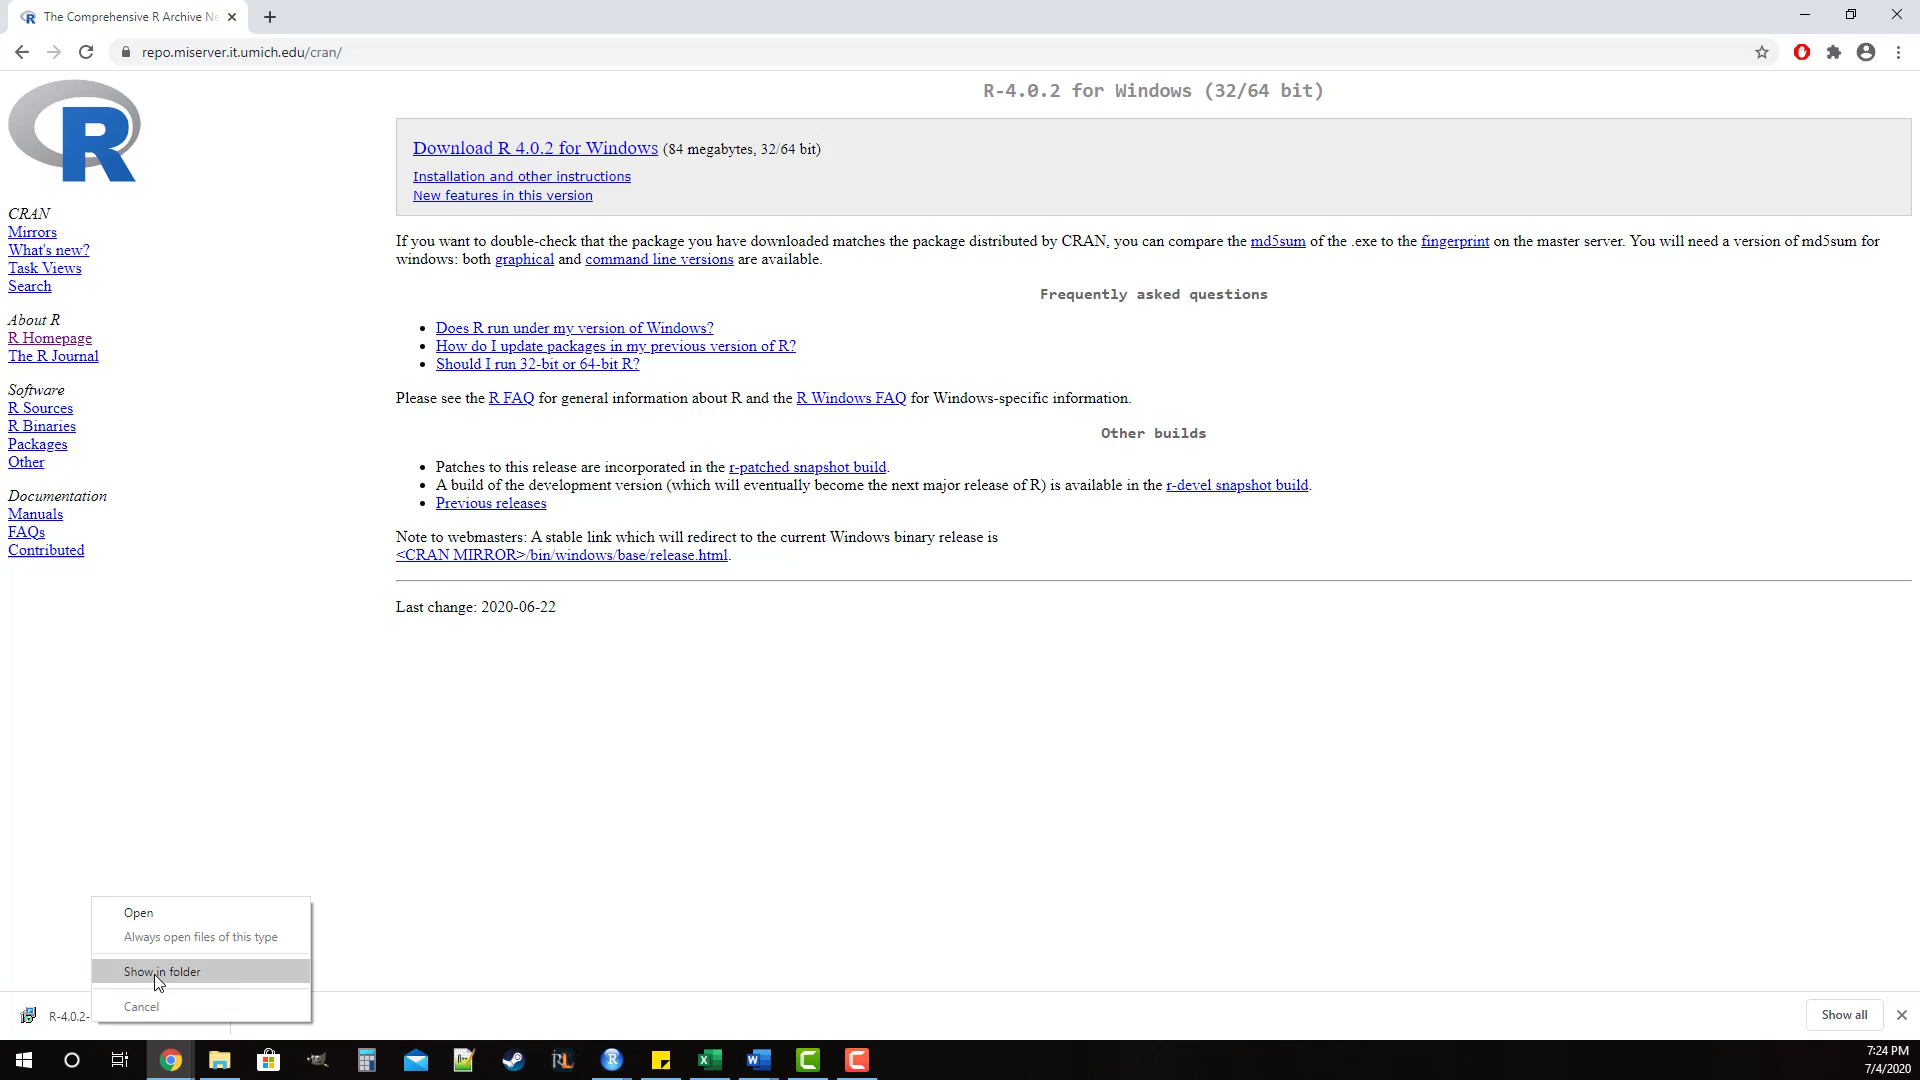 The Comprehensive R Archive Ne
repo.miserver.it.umich.edu/cran/
R
CRAN
Mirrors
What's new?
Task Views
Search
About R
R Homepage
The R Journal
Software
R Sources
R Binaries
Packages
Other
Documentation
Manuals
FAQs
Contributed
R-4.0.2 for Windows (32/64 bit)
Download R 4.0.2 for Windows (84 megabytes, 32/64 bit)
Installation and other instructions
New features in this version
If you want to double-check that the package you have downloaded matches the package distributed by CRAN, you can compare the md5sum of the .exe to the fingerprint on the master server. You will need a version of md5sum for
windows: both graphical and command line versions are available.
Frequently asked questions
• Does R run under my version of Windows?
• How do I update packages in my previous version of R?
• Should I run 32-bit or 64-bit R?
Please see the R FAQ for general information about R and the R Windows FAQ for Windows-specific information.
Other builds
• Patches to this release are incorporated in the r-patched snapshot build.
• A build of the development version (which will eventually become the next major release of R) is available in the r-devel snapshot build.
• Previous releases
Note to webmasters: A stable link which will redirect to the current Windows binary release is
<CRAN MIRROR>/bin/windows/base/release.html.
Last change: 2020-06-22
Open
Always open files of this type
Show in folder
Cancel
R-4.0.2-
Show all
7:24 PM
7/4/2020